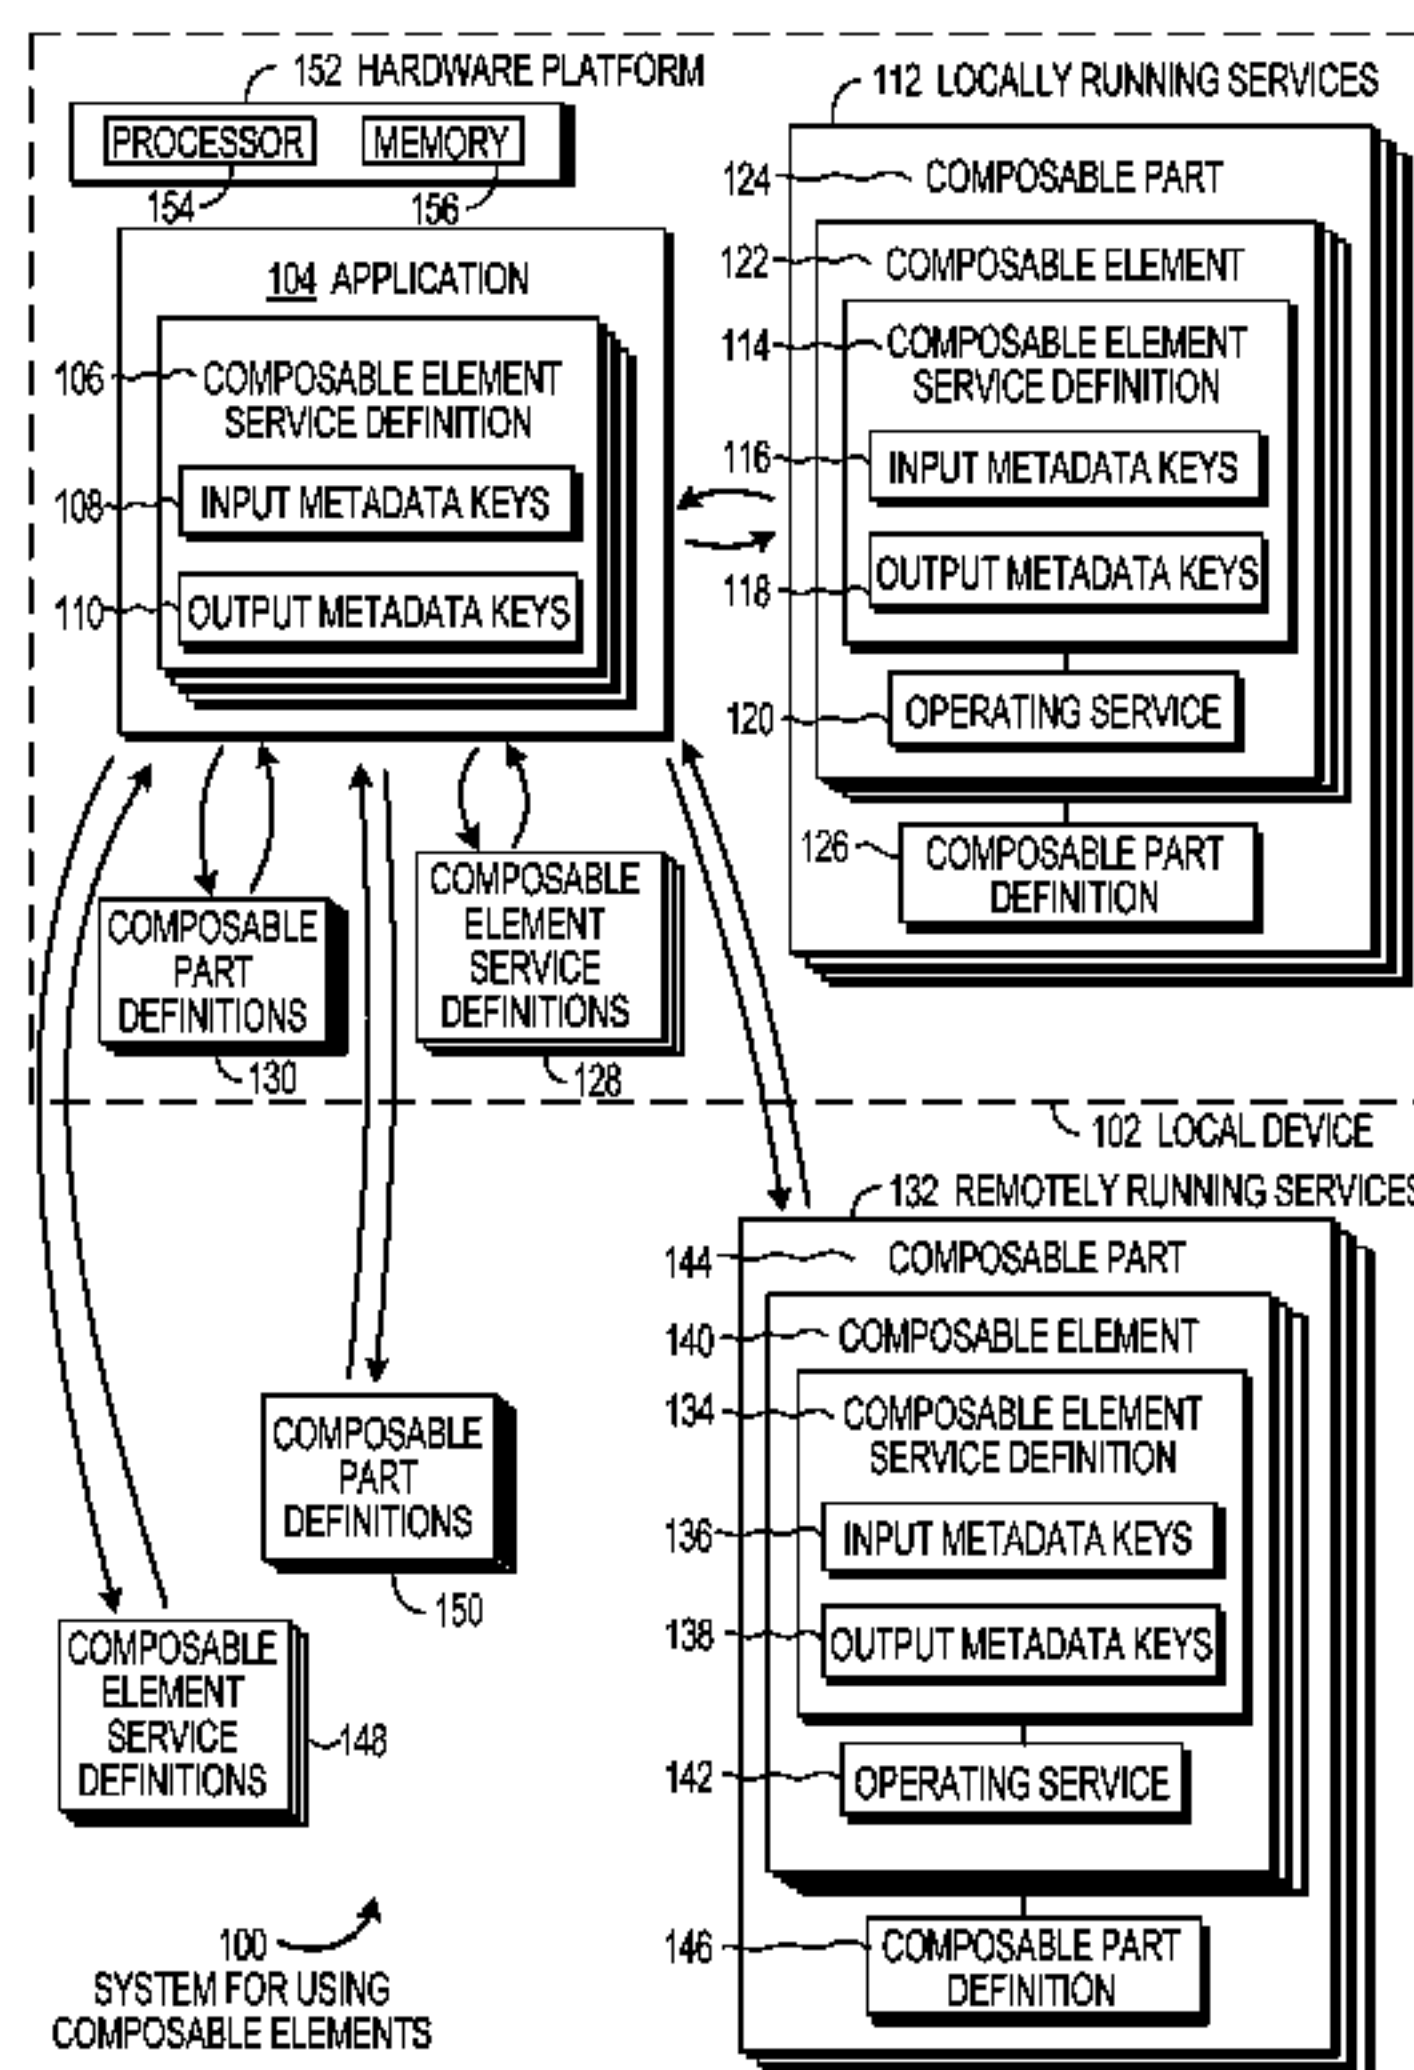 152 HARDWARE PLATFORM
PROCESSOR
MEMORY
154
156
104 APPLICATION
106
COMPOSABLE ELEMENT
SERVICE DEFINITION
108
INPUT METADATA KEYS
110
OUTPUT METADATA KEYS
112 LOCALLY RUNNING SERVICES
124
COMPOSABLE PART
122
COMPOSABLE ELEMENT
114
COMPOSABLE ELEMENT
SERVICE DEFINITION
116
INPUT METADATA KEYS
118
OUTPUT METADATA KEYS
120
OPERATING SERVICE
126
COMPOSABLE PART
DEFINITION
COMPOSABLE
PART
DEFINITIONS
130
COMPOSABLE
ELEMENT
SERVICE
DEFINITIONS
128
102 LOCAL DEVICE
132 REMOTELY RUNNING SERVICES
144
COMPOSABLE PART
140
COMPOSABLE ELEMENT
134
COMPOSABLE ELEMENT
SERVICE DEFINITION
136
INPUT METADATA KEYS
138
OUTPUT METADATA KEYS
142
OPERATING SERVICE
146
COMPOSABLE PART
DEFINITION
COMPOSABLE
PART
DEFINITIONS
150
COMPOSABLE
ELEMENT
SERVICE
DEFINITIONS
148
100
SYSTEM FOR USING
COMPOSABLE ELEMENTS